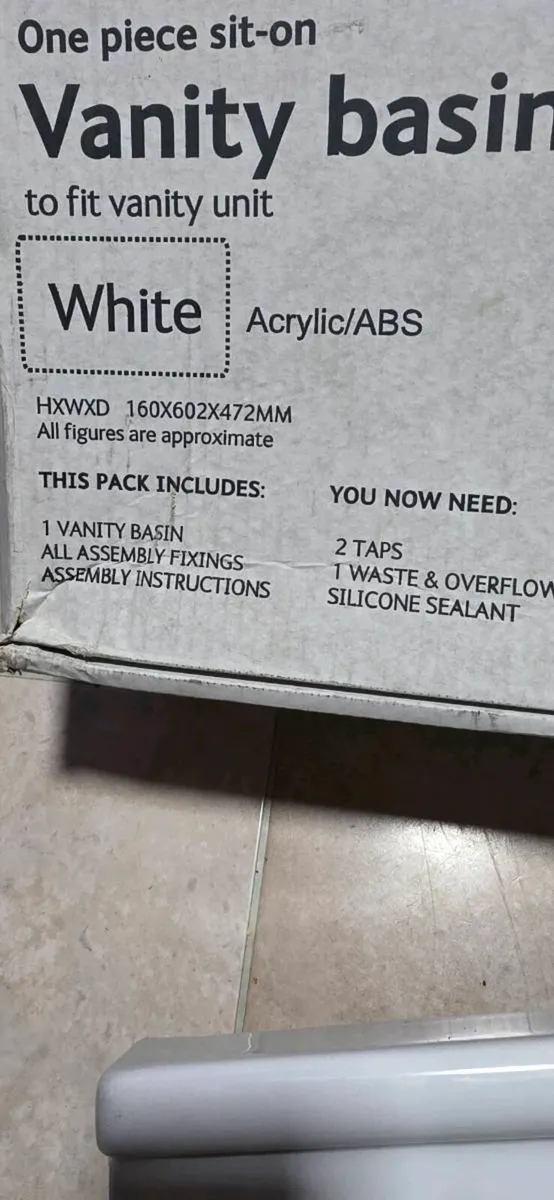 One piece sit-on
Vanity basin
to fit vanity unit
White
Acrylic/ABS
HXWXD 160X602X472MM
All figures are approximate
THIS PACK INCLUDES:
1 VANITY BASIN
ALL ASSEMBLY FIXINGS
ASSEMBLY INSTRUCTIONS
YOU NOW NEED:
2 TAPS
1 WASTE & OVERFLOW
SILICONE SEALANT